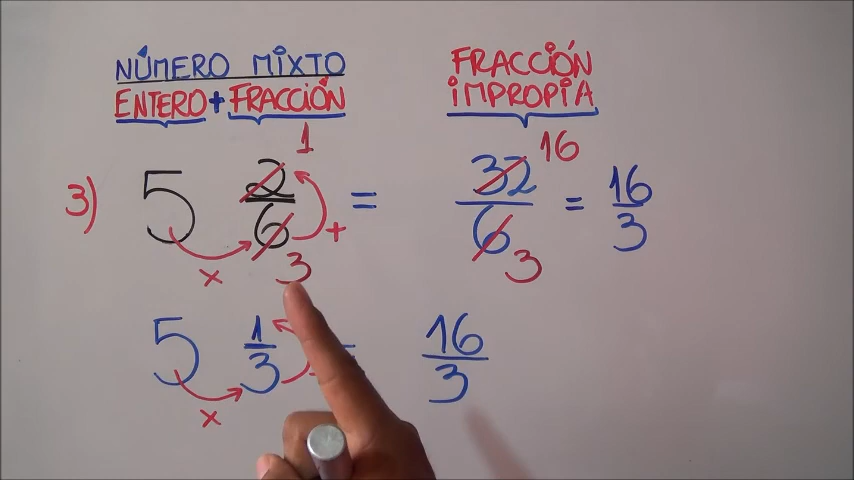 NÚMERO MIXTO
ENTERO + FRACCIÓN
FRACCIÓN
IMPROPIA
3) 5 2/6 = 32/6 = 16/3
1
3
x
+
16
3
5 1/3 = 16/3
x